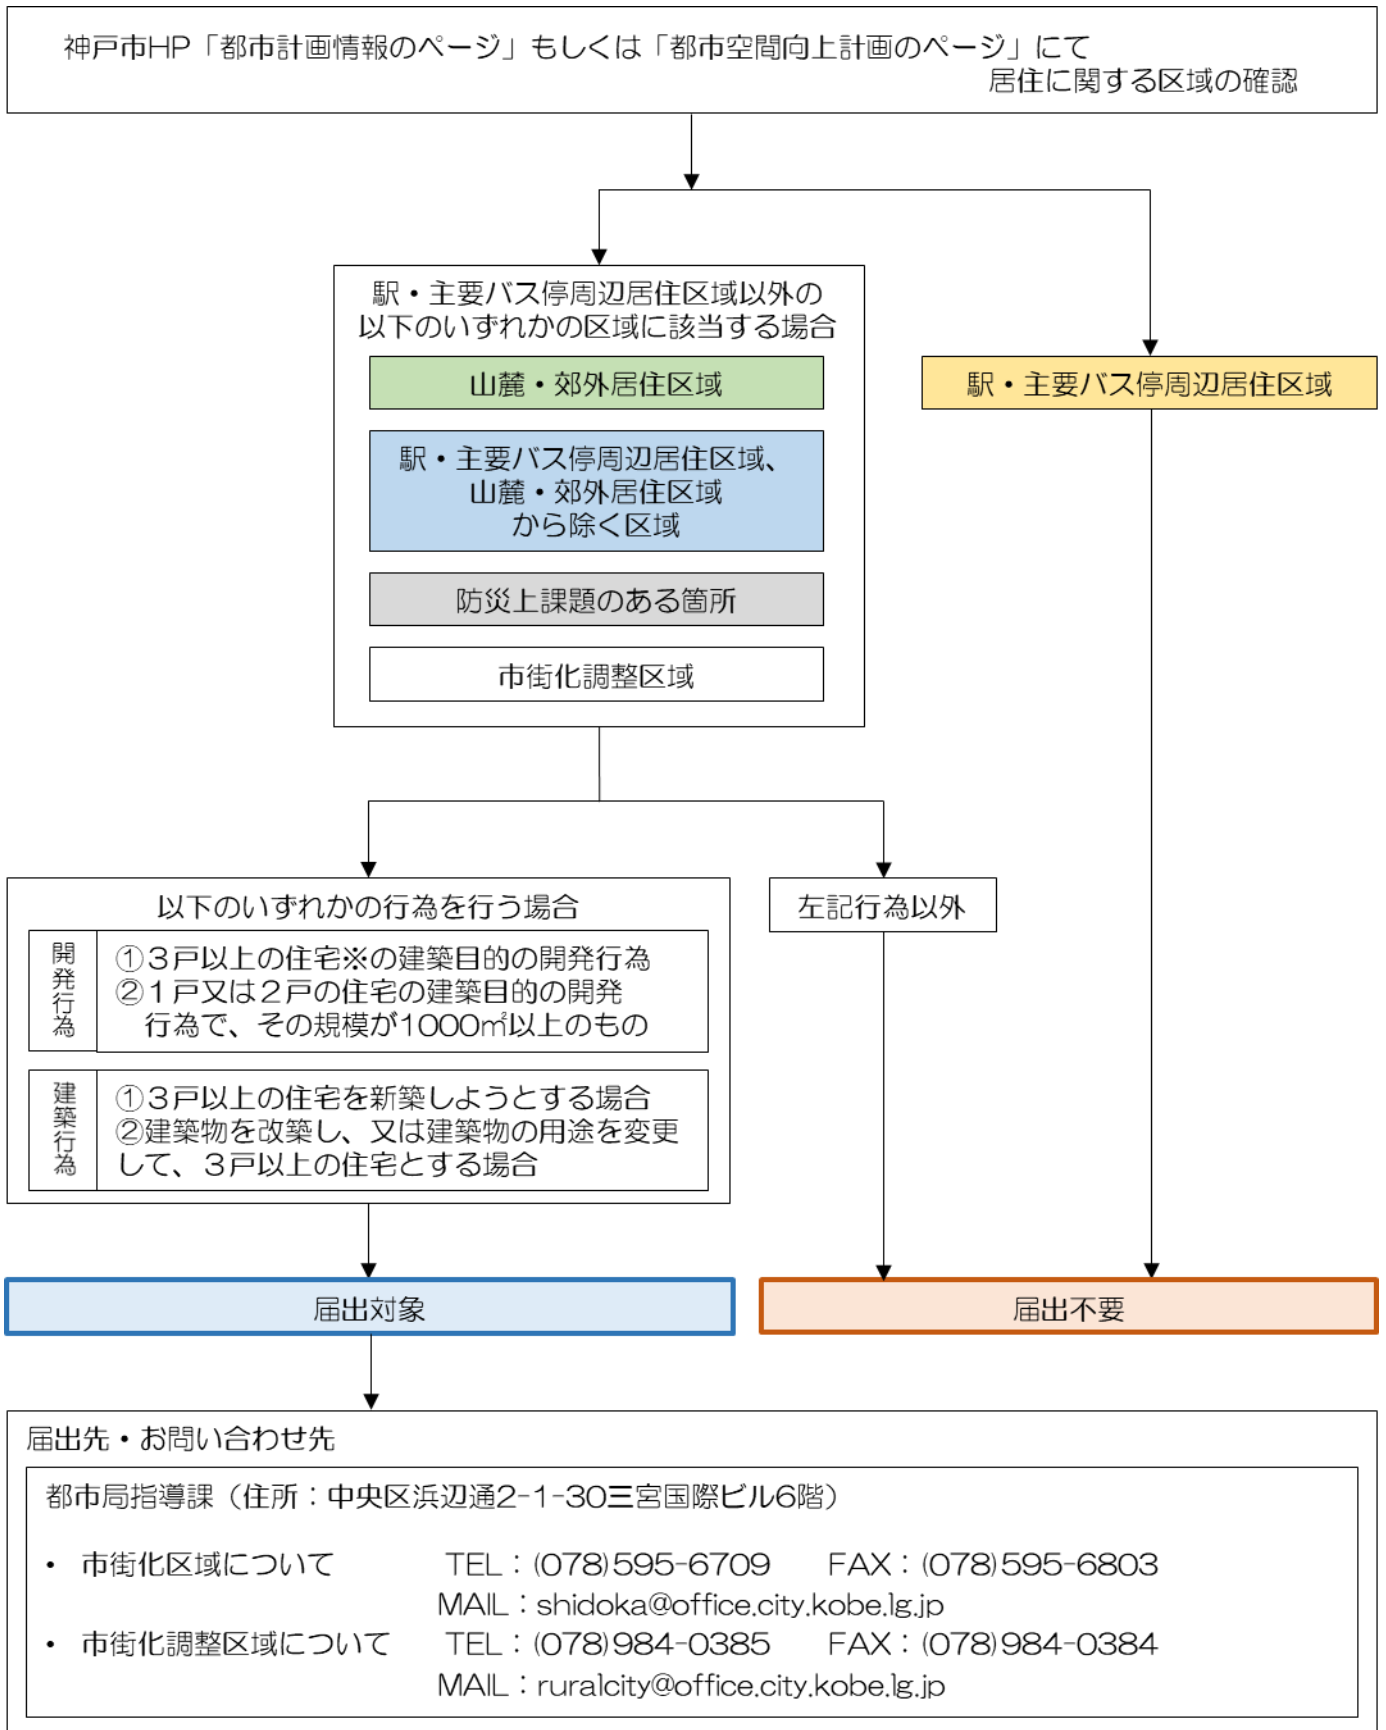 神戸市HP「都市計画情報のページ」もしくは「都市空間向上計画のページ」にて
居住に関する区域の確認
駅・主要バス停周辺居住区域以外の
以下のいずれかの区域に該当する場合
山麓・郊外居住区域
駅・主要バス停周辺居住区域
駅・主要バス停周辺居住区域、
山麓・郊外居住区域
から除く区域
防災上課題のある箇所
市街化調整区域
以下のいずれかの行為を行う場合
左記行為以外
開発行為
①３戸以上の住宅※の建築目的の開発行為
②１戸又は２戸の住宅の建築目的の開発
行為で、その規模が1000㎡以上のもの
建築行為
①３戸以上の住宅を新築しようとする場合
②建築物を改築し、又は建築物の用途を変更
して、３戸以上の住宅とする場合
届出対象
届出不要
届出先・お問い合わせ先
都市局指導課（住所：中央区浜辺通2-1-30三宮国際ビル6階）
・ 市街化区域について TEL：(078)595-6709 FAX：(078)595-6803
MAIL：shidoka@office.city.kobe.lg.jp
・ 市街化調整区域について TEL：(078)984-0385 FAX：(078)984-0384
MAIL：ruralcity@office.city.kobe.lg.jp